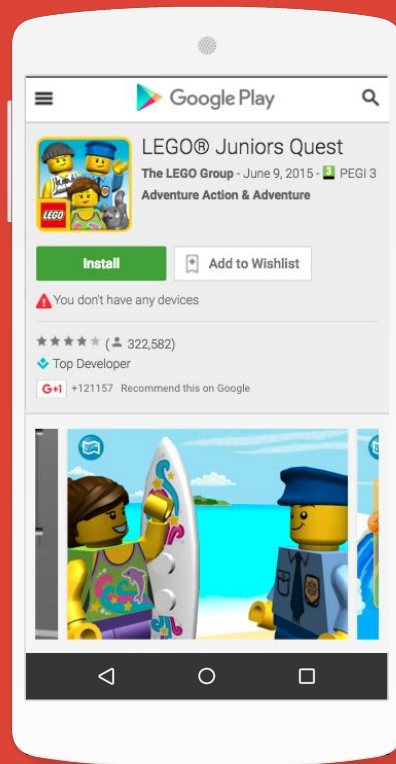 Google Play
LEGO® Juniors Quest
The LEGO Group - June 9, 2015 - 3 PEGI 3
Adventure Action & Adventure
LEGO
Install
Add to Wishlist
You don't have any devices
(322,582)
Top Developer
G+1 +121157 Recommend this on Google